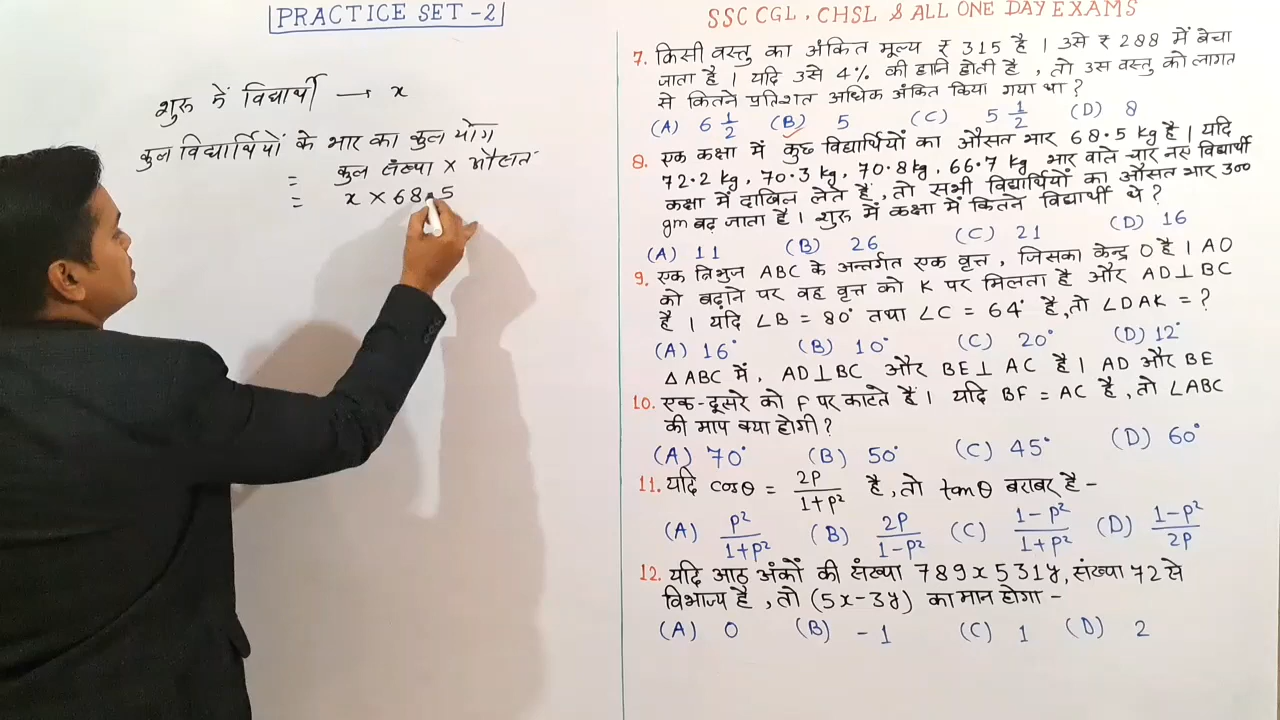 PRACTICE SET -2
SSC CGL, CHSL & ALL ONE DAY EXAMS
शुरु में विद्यार्थी → x
कुल विद्यार्थियों के भार का कुल योग
= कुल संख्या × औसत
= x × 68.5
7. किसी वस्तु का अंकित मूल्य ₹ 315 है । उसे ₹ 288 में बेचा
जाता है । यदि उसे 4% की हानि होती है , तो उस वस्तु को लागत
से कितने प्रतिशत अधिक अंकित किया गया था ?
(A) 6 1/2 (B) 5 (C) 5 1/2 (D) 8
8. एक कक्षा में कुछ विद्यार्थियों का औसत भार 68.5 kg है । यदि
72.2 kg, 70.3 kg, 70.8 kg, 66.7 kg भार वाले चार नए विद्यार्थी
कक्षा में दाखिल लेते हैं , तो सभी विद्यार्थियों का औसत भार 300
gm बढ़ जाता है । शुरु में कक्षा में कितने विद्यार्थी थे ?
(A) 11 (B) 26 (C) 21 (D) 16
9. एक त्रिभुज ABC के अन्तर्गत एक वृत्त , जिसका केन्द्र O है । AO
को बढ़ाने पर वह वृत्त को K पर मिलता है और AD⊥BC
है । यदि ∠B = 80° तथा ∠C = 64° है, तो ∠DAK = ?
(A) 16° (B) 10° (C) 20° (D) 12°
△ ABC में, AD⊥BC और BE⊥ AC है । AD और BE
10. एक-दूसरे को F पर काटते हैं । यदि BF = AC है , तो ∠ABC
की माप क्या होगी ?
(A) 70° (B) 50° (C) 45° (D) 60°
11. यदि cosθ = 2P/1+P² है , तो tanθ बराबर है -
(A) P²/1+P² (B) 2P/1-P² (C) 1-P²/1+P² (D) 1-P²/2P
12. यदि आठ अंकों की संख्या 789x531y, संख्या 72 से
विभाज्य है , तो (5x-3y) का मान होगा -
(A) 0 (B) -1 (C) 1 (D) 2